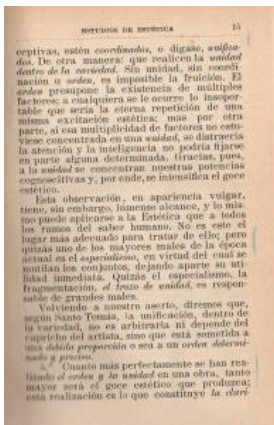 ESTUDIOS DE ESTÉTICA 15
ceptivas, estén coordinados, o dígase, unifica-
dos. De otra manera: que realicen la unidad
dentro de la variedad. Sin unidad, sin coordi-
nación u orden, es imposible la fruición. El
orden presupone la existencia de múltiples
factores; a cualquiera se le ocurre lo insopor-
table que sería la eterna repetición de una
misma excitación estética; mas por otra
parte, si esa multiplicidad de factores no estu-
viese concentrada en una unidad, se distraería
la atención y la inteligencia no podría fijarse
en parte alguna determinada. Gracias, pues,
a la unidad se concentran nuestras potencias
cognoscitivas y, por ende, se intensifica el goce
estético.
Esta observación, en apariencia vulgar,
tiene, sin embargo, inmenso alcance, y lo mis-
mo puede aplicarse a la Estética que a todos
los ramos del saber humano. No es este el
lugar más adecuado para tratar de ello; pero
quizás uno de los mayores males de la época
actual es el especialismo, en virtud del cual se
mutilan los conjuntos, dejando aparte su uti-
lidad inmediata. Quizás el especialismo, la
fragmentación, el trozo de unidad, es respon-
sable de grandes males.
Volviendo a nuestro aserto, diremos que,
según Santo Tomás, la unificación, dentro de
la variedad, no es arbitraria ni depende del
capricho del artista, sino que está sometida a
una debida proporción o sea a un orden determi-
nado y preciso.
Cuanto más perfectamente se han rea-
lizado el orden y la unidad en una obra, tanto
mayor será el goce estético que produzca;
esta realización es lo que constituye la clari-